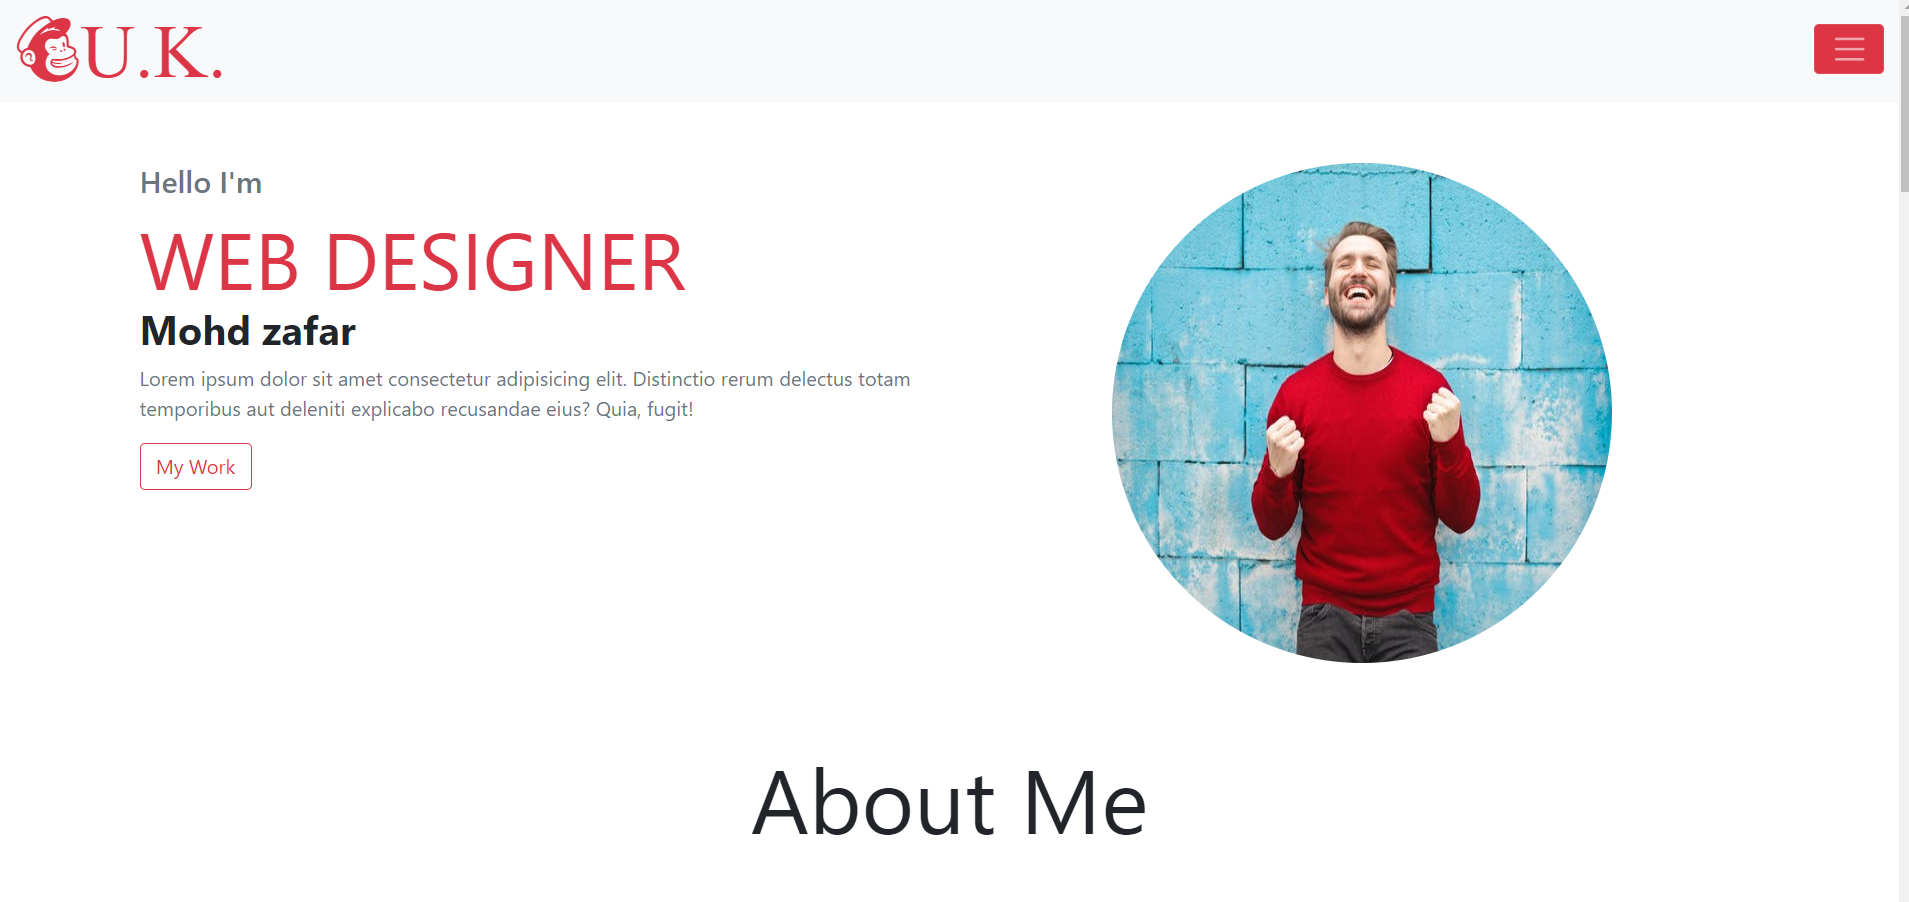 U.K.
Hello I'm
WEB DESIGNER
Mohd zafar
Lorem ipsum dolor sit amet consectetur adipisicing elit. Distinctio rerum delectus totam
temporibus aut deleniti explicabo recusandae eius? Quia, fugit!
My Work
About Me